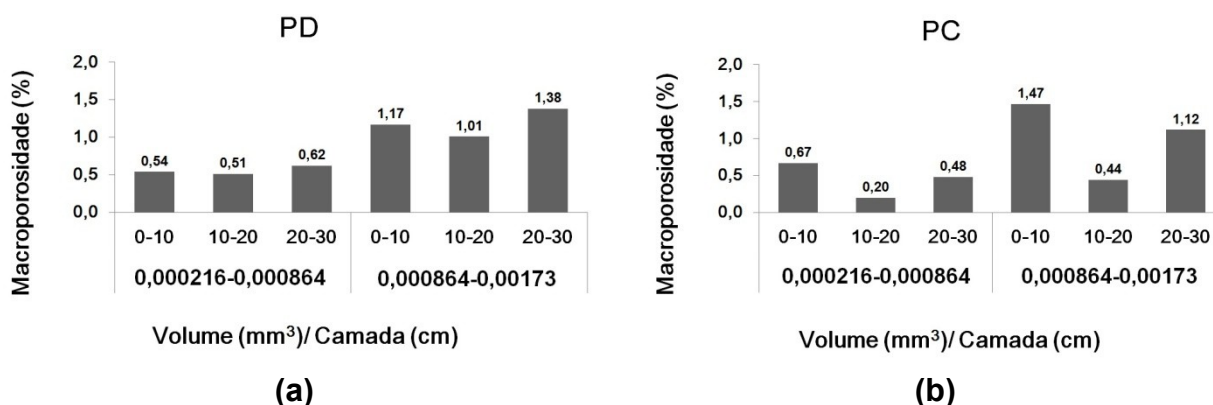 PD
Macroporosidade (%)
2,0
1,5
1,0
0,5
0,0
0,54
0,51
0,62
1,17
1,01
1,38
0-10 10-20 20-30 0-10 10-20 20-30
0,000216-0,000864 0,000864-0,00173
Volume (mm³)/ Camada (cm)
(a)
PC
Macroporosidade (%)
2,0
1,5
1,0
0,5
0,0
0,67
0,20
0,48
1,47
0,44
1,12
0-10 10-20 20-30 0-10 10-20 20-30
0,000216-0,000864 0,000864-0,00173
Volume (mm³)/ Camada (cm)
(b)